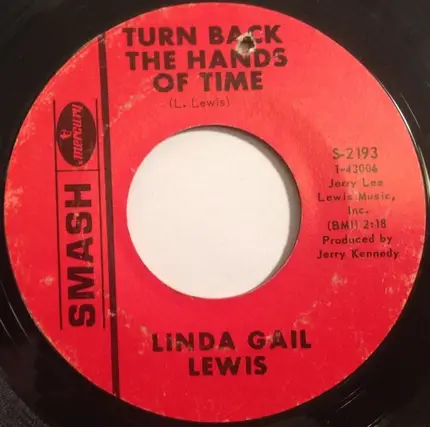 TURN BACK
THE HANDS
OF TIME
(L. Lewis)
SMASH
mercury
S-2193
1-43006
Jerry Lee
Lewis Music,
Inc.
(BMI) 2:18
Produced by
Jerry Kennedy
LINDA GAIL
LEWIS